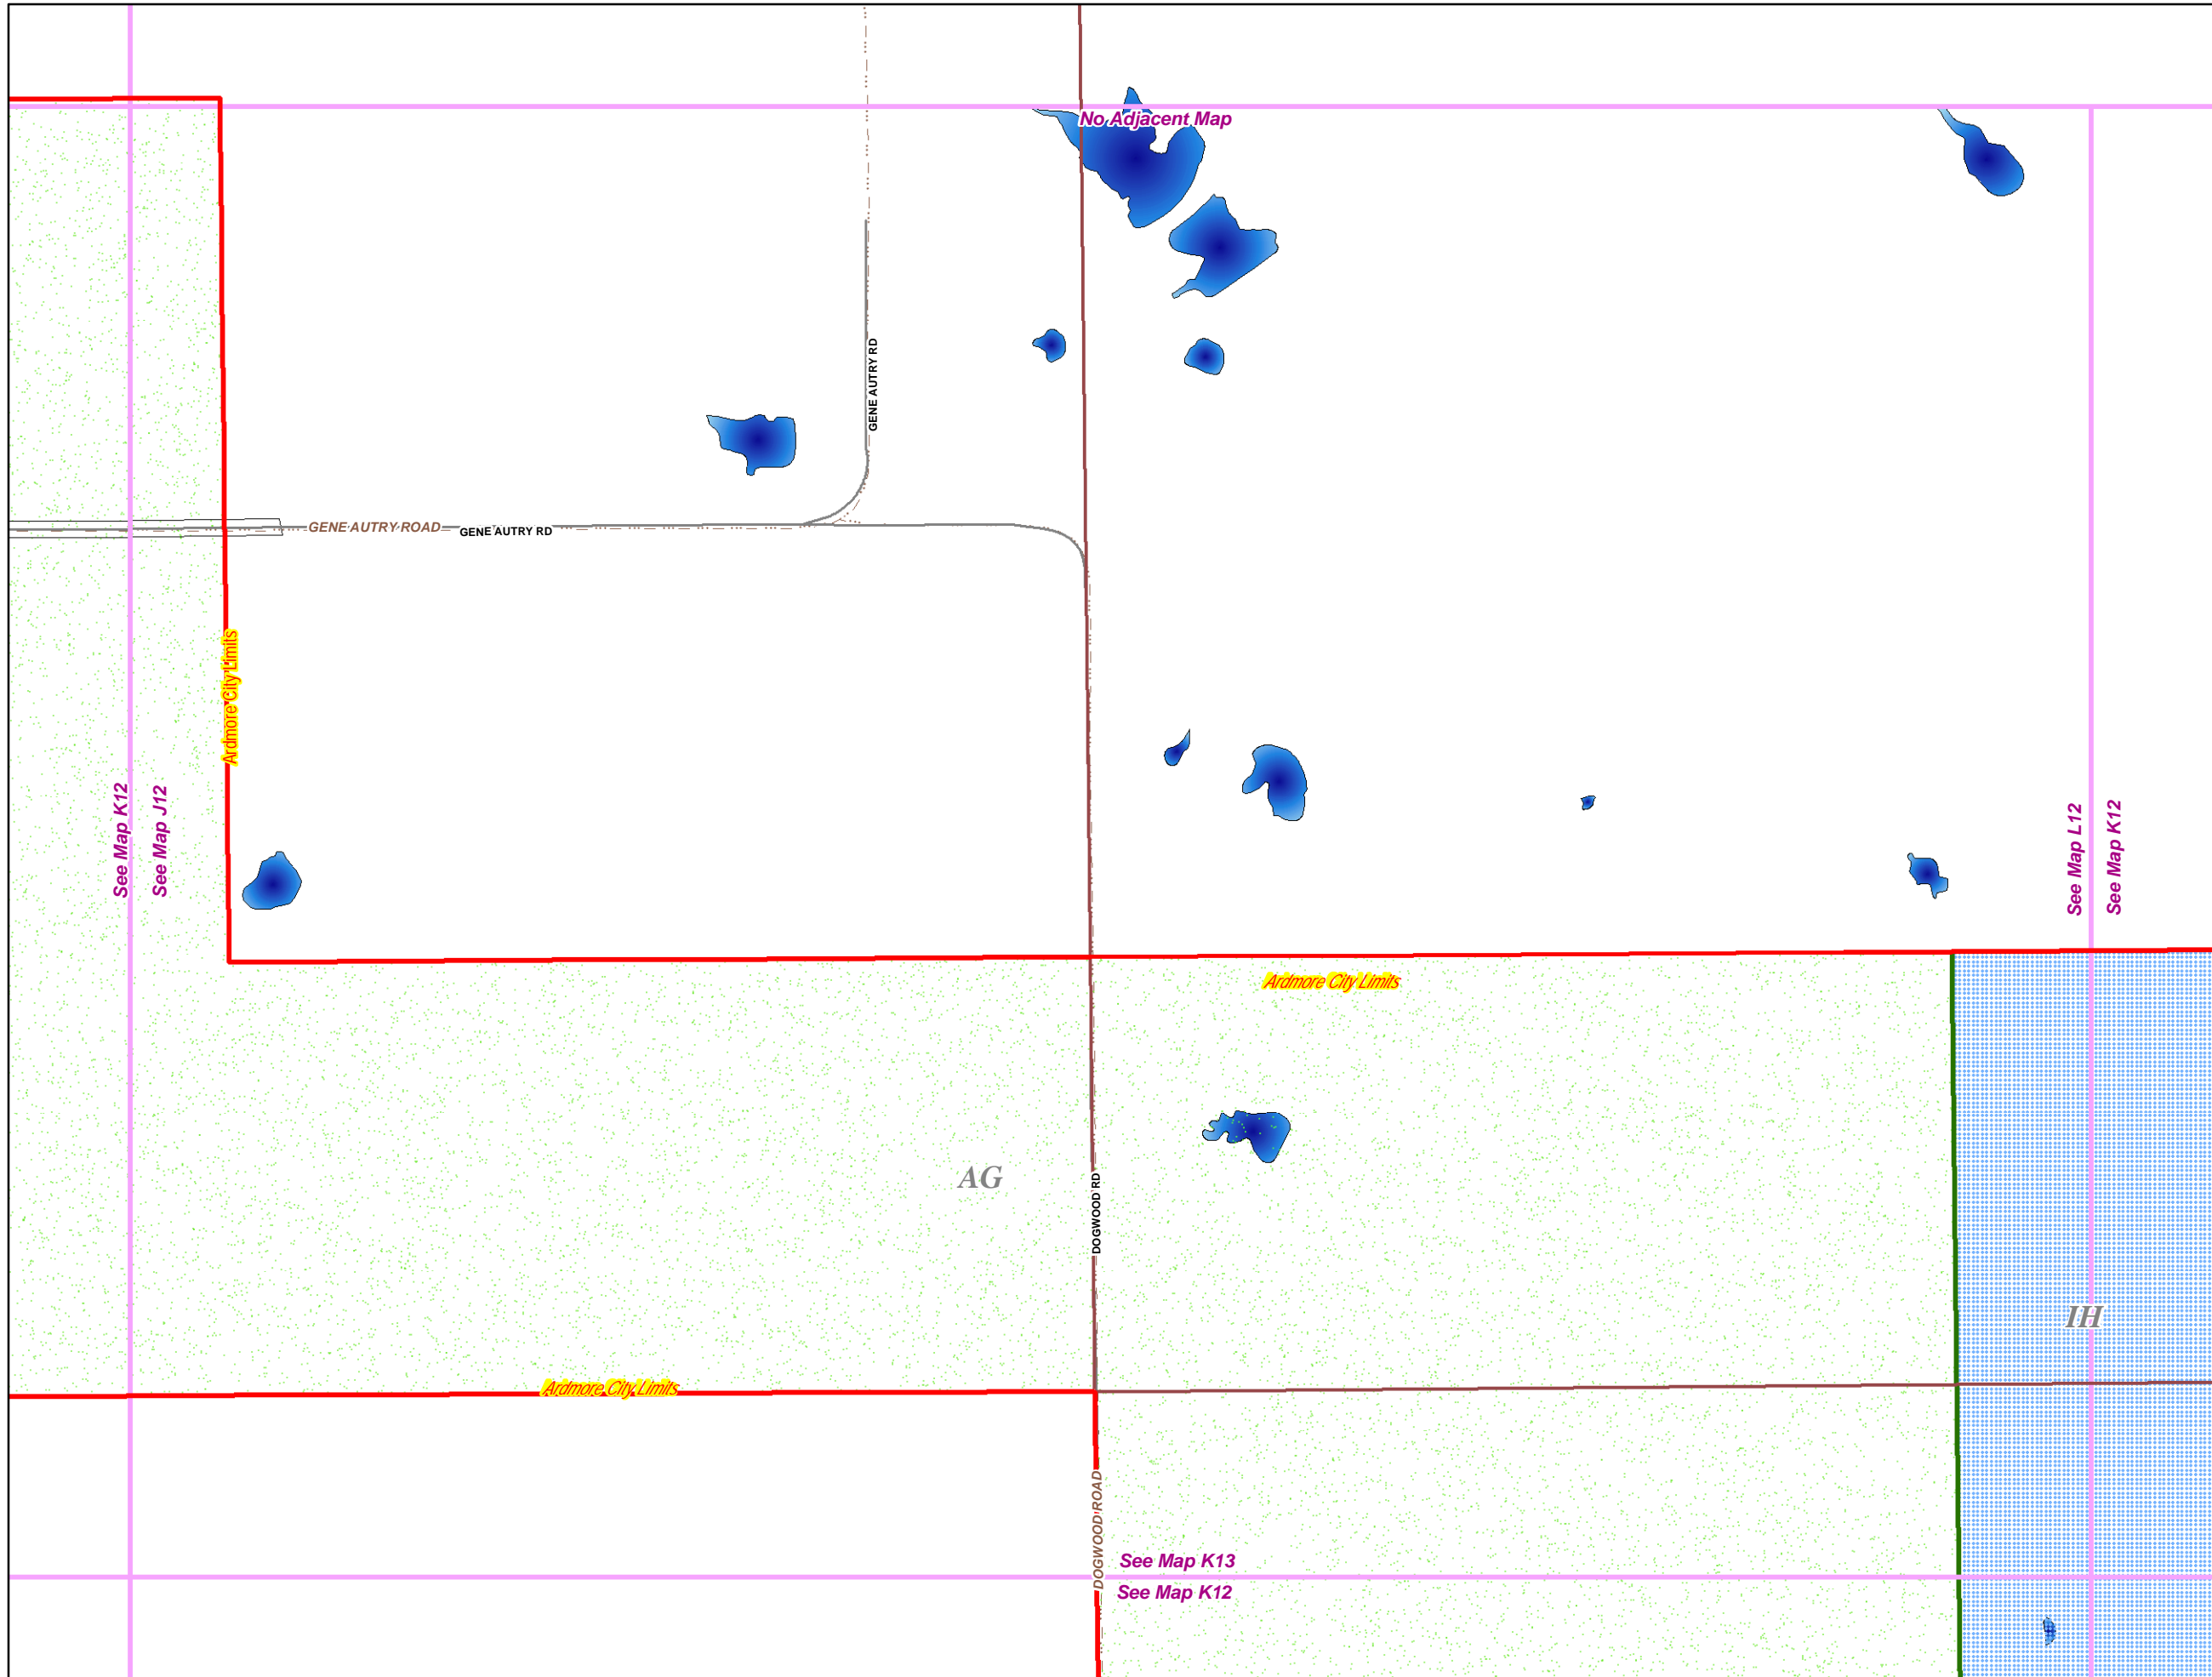 No Adjacent Map
GENE AUTRY RD
GENE AUTRY ROAD
GENE AUTRY RD
Ardmore City Limits
See Map K12
See Map J12
See Map L12
See Map K12
Ardmore City Limits
AG
DOGWOOD RD
IH
Ardmore City Limits
DOGWOOD ROAD
See Map K13
See Map K12